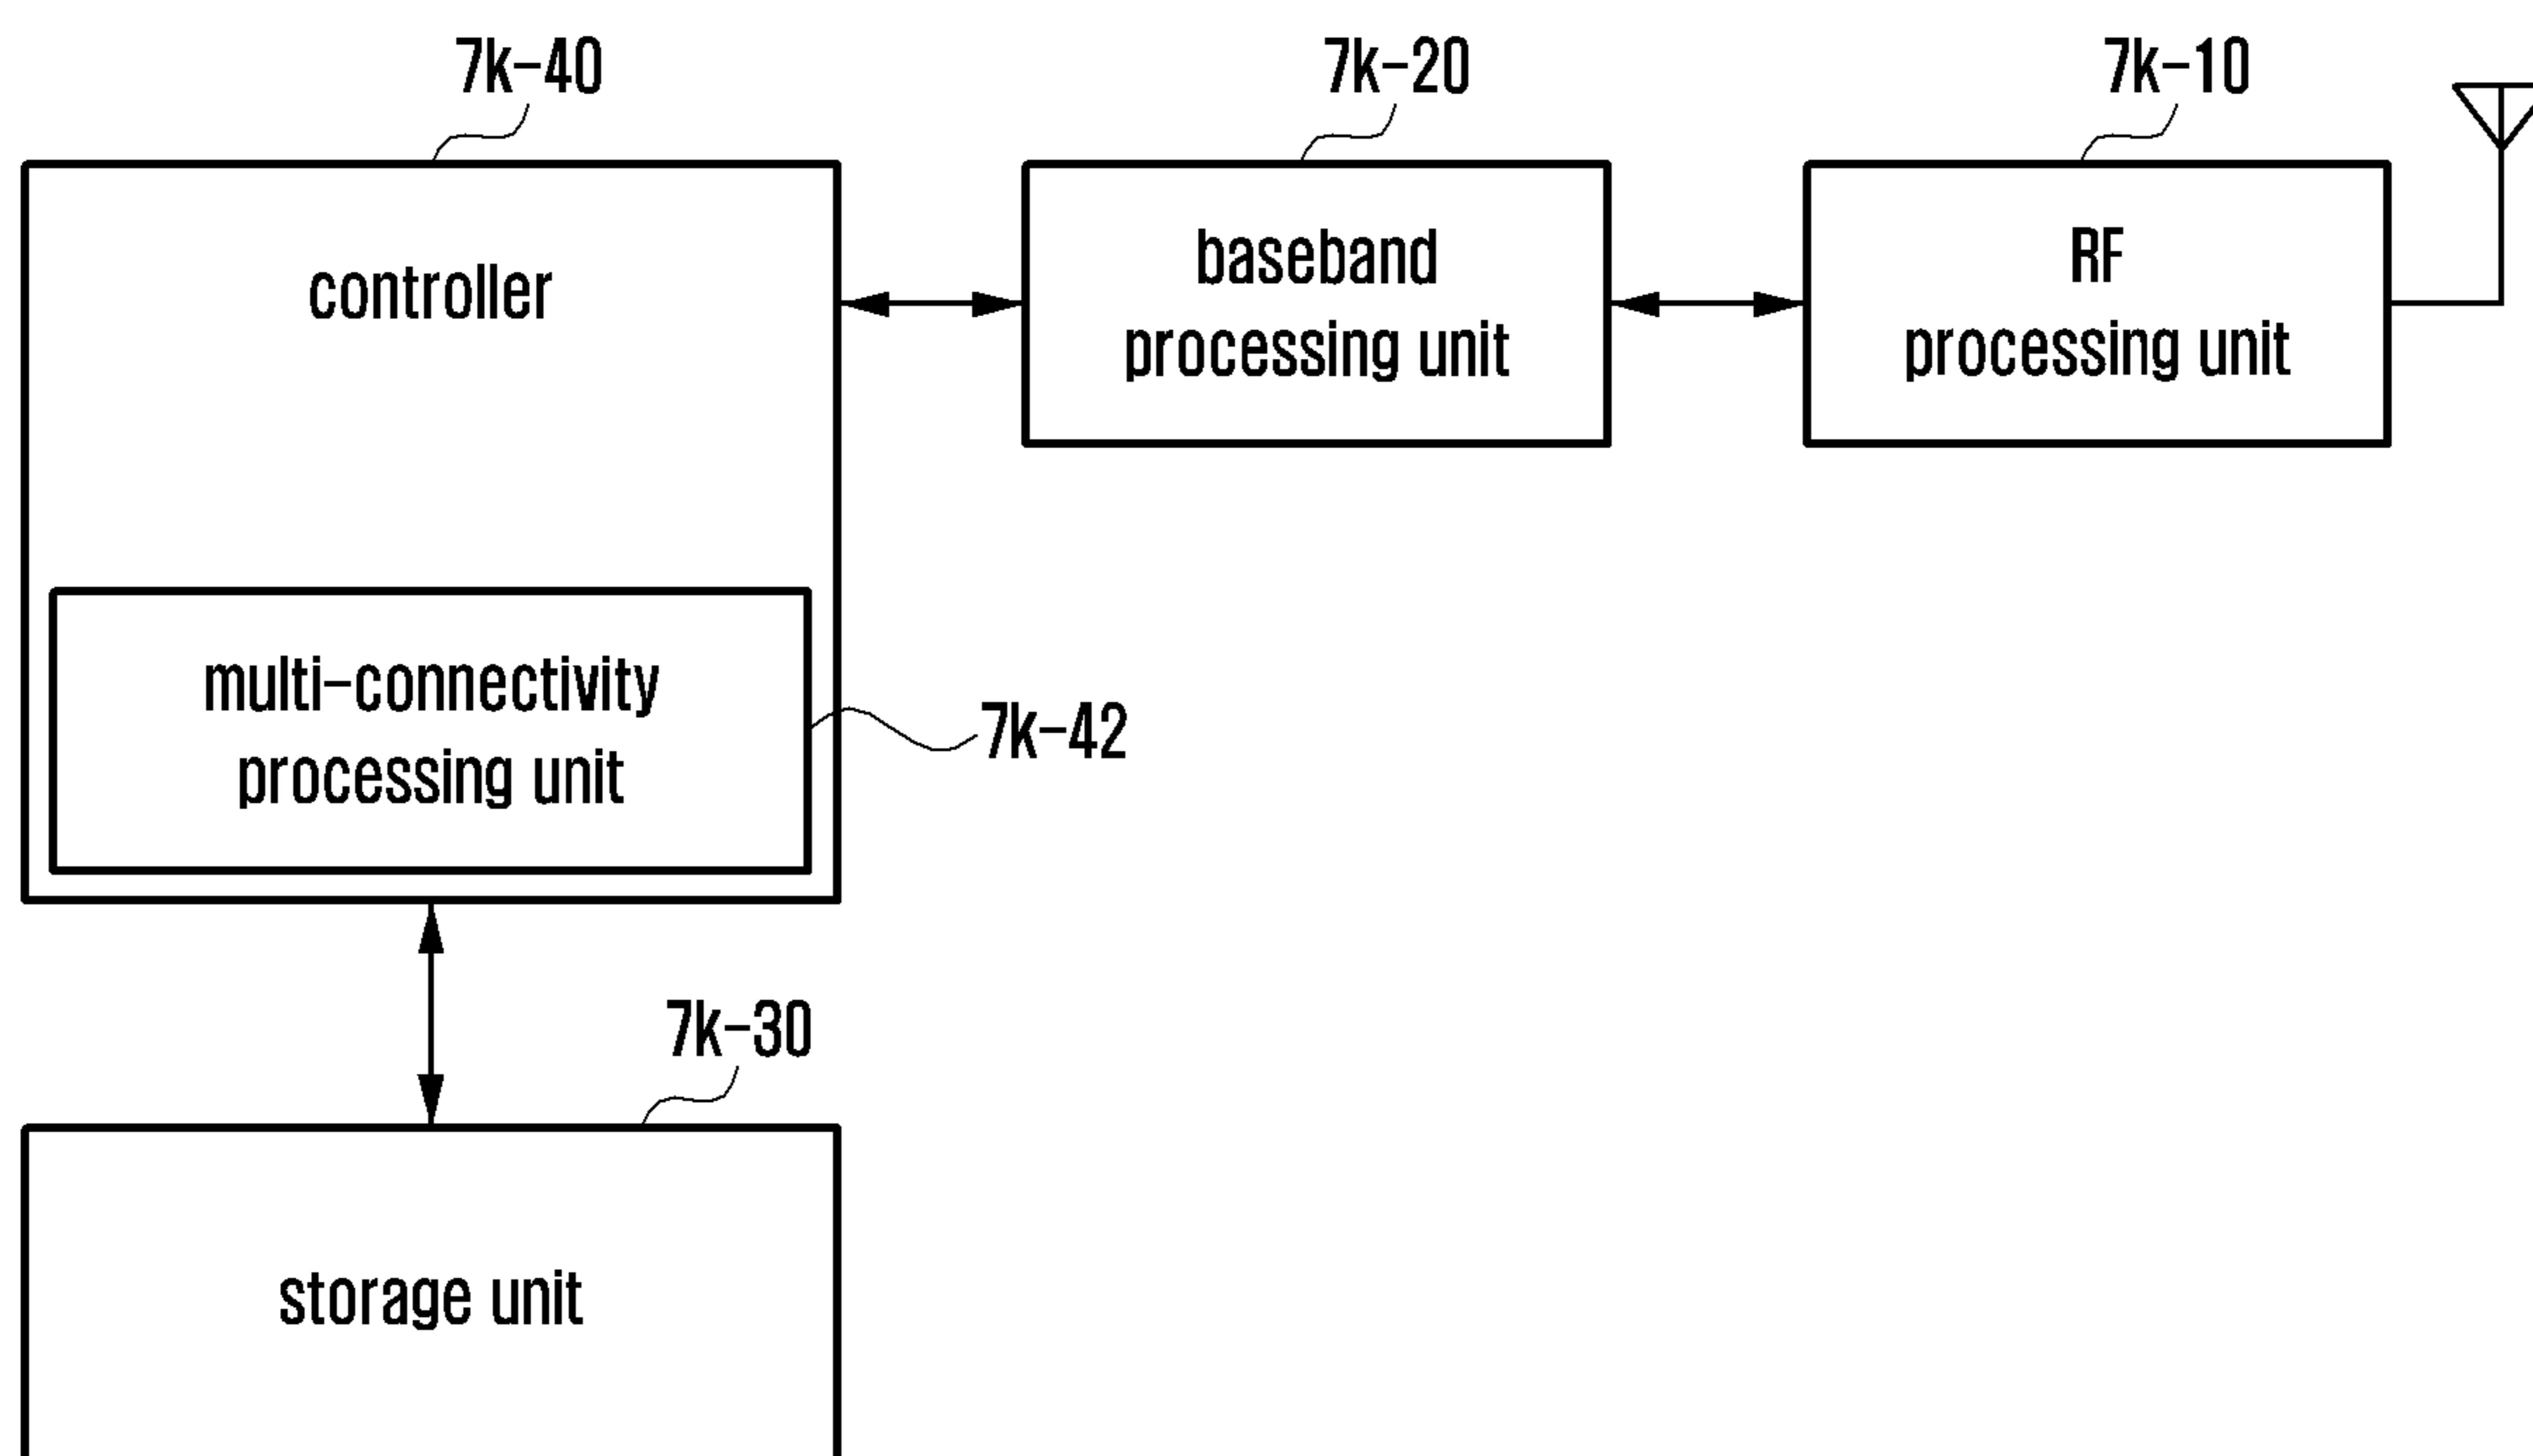 7k-40
7k-20
7k-10
controller
baseband
processing unit
RF
processing unit
multi-connectivity
processing unit
7k-42
7k-30
storage unit